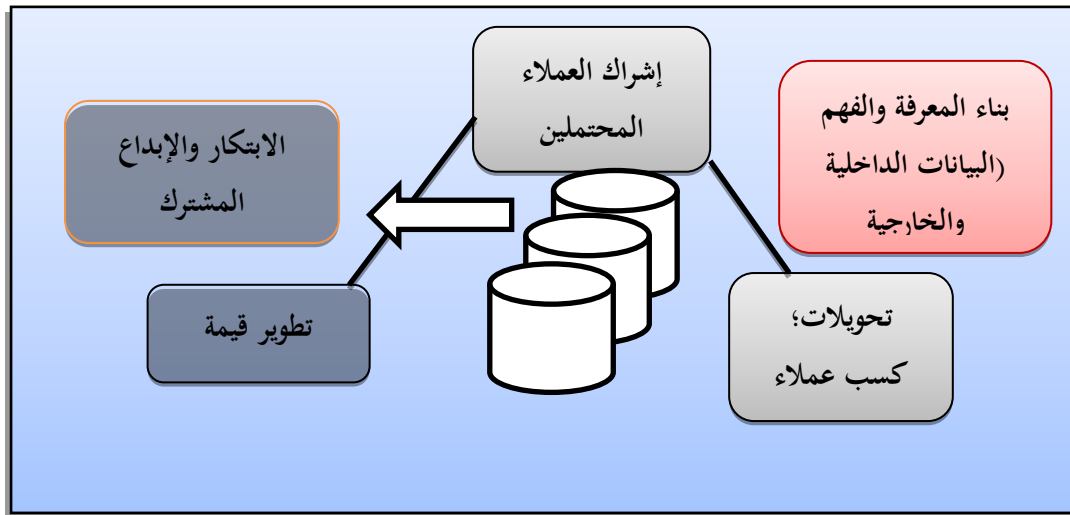 إشراك العملاء
المحتملين
بناء المعرفة والفهم
(البيانات الداخلية
والخارجية
الابتكار والإبداع
المشترك
تحويلات؛
كسب عملاء
تطوير قيمة